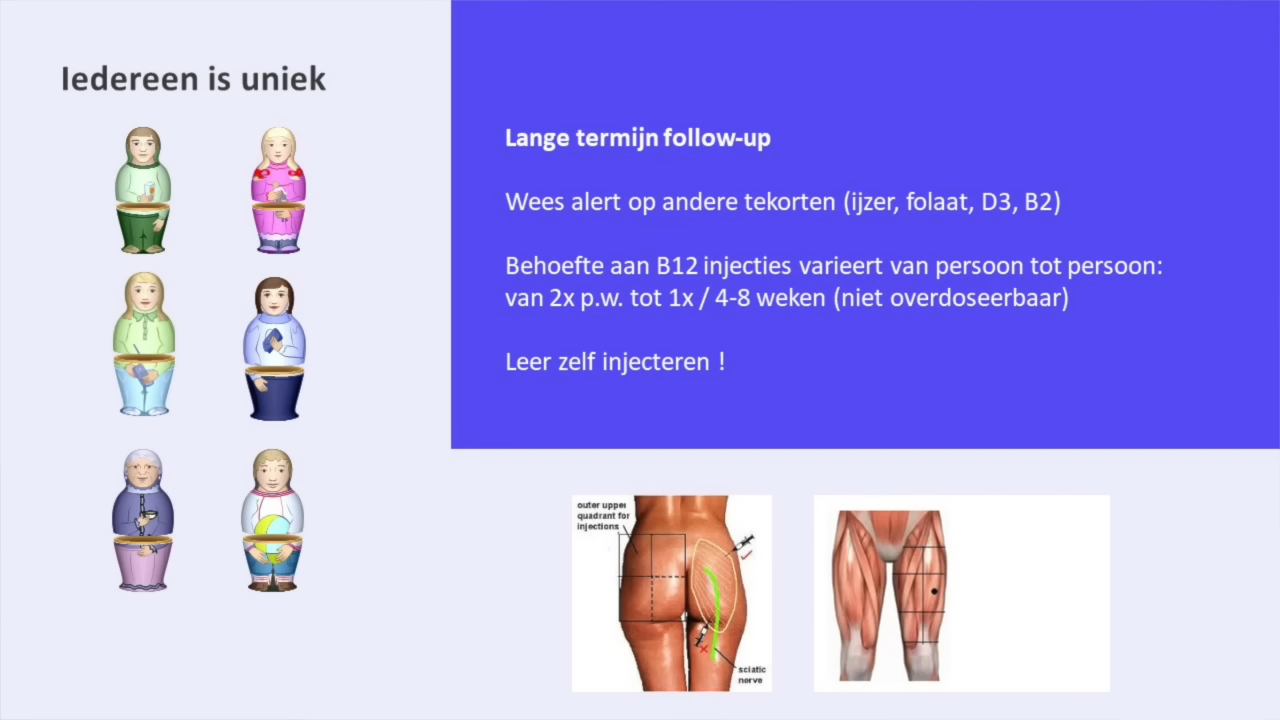 Iedereen is uniek
Lange termijn follow-up
Wees alert op andere tekorten (ijzer, folaat, D3, B2)
Behoefte aan B12 injecties varieert van persoon tot persoon:
van 2x p.w. tot 1x / 4-8 weken (niet overdoseerbaar)
Leer zelf injecteren !
outer upper
quadrant for
injections
sciatic
nerve